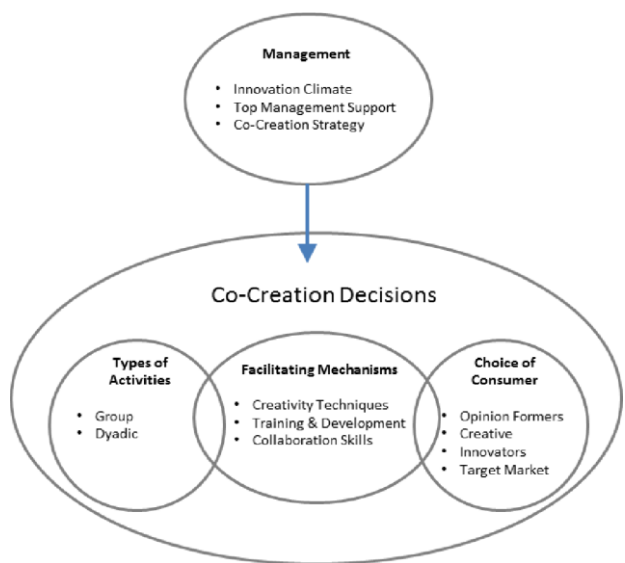 Management
• Innovation Climate
• Top Management Support
• Co-Creation Strategy
Co-Creation Decisions
Types of
Activities
• Group
• Dyadic
Facilitating Mechanisms
• Creativity Techniques
• Training & Development
• Collaboration Skills
Choice of
Consumer
• Opinion Formers
• Creative
• Innovators
• Target Market